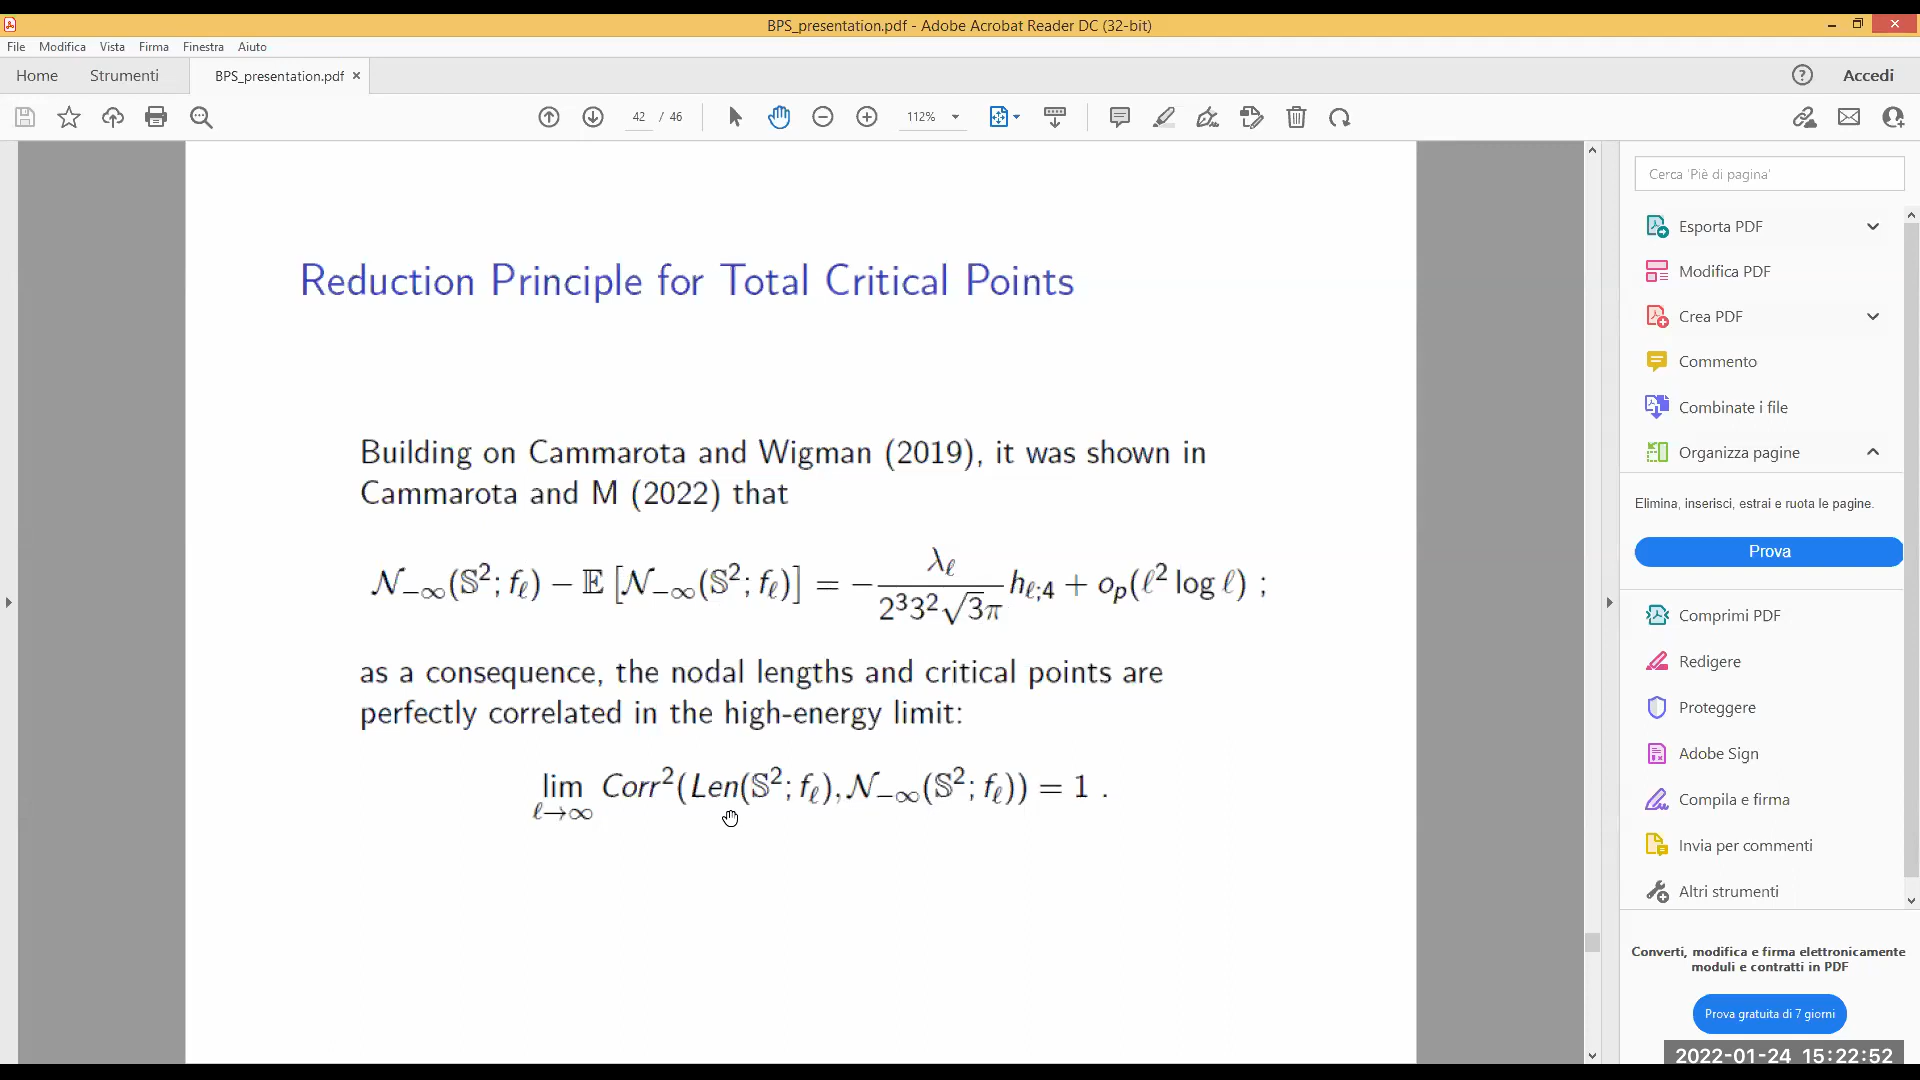 BPS_presentation.pdf - Adobe Acrobat Reader DC (32-bit)
File Modifica Vista Firma Finestra Aiuto
Home Strumenti BPS_presentation.pdf × Accedi
42 / 46 112%
Cerca 'Piè di pagina'
Esporta PDF
Modifica PDF
Crea PDF
Commento
Combinate i file
Organizza pagine
Elimina, inserisci, estrai e ruota le pagine.
Prova
Comprimi PDF
Redigere
Proteggere
Adobe Sign
Compila e firma
Invia per commenti
Altri strumenti
Converti, modifica e firma elettronicamente
moduli e contratti in PDF
Prova gratuita di 7 giorni
2022-01-24 15:22:52
Reduction Principle for Total Critical Points
Building on Cammarota and Wigman (2019), it was shown in
Cammarota and M (2022) that
𝒩_{-∞}(𝕊²; f_ℓ) − 𝔼 [𝒩_{-∞}(𝕊²; f_ℓ)] = − λ_ℓ / (2³3²√3π) h_{ℓ;4} + o_p(ℓ² log ℓ) ;
as a consequence, the nodal lengths and critical points are
perfectly correlated in the high-energy limit:
lim_{ℓ→∞} Corr²(Len(𝕊²; f_ℓ), 𝒩_{-∞}(𝕊²; f_ℓ)) = 1 .